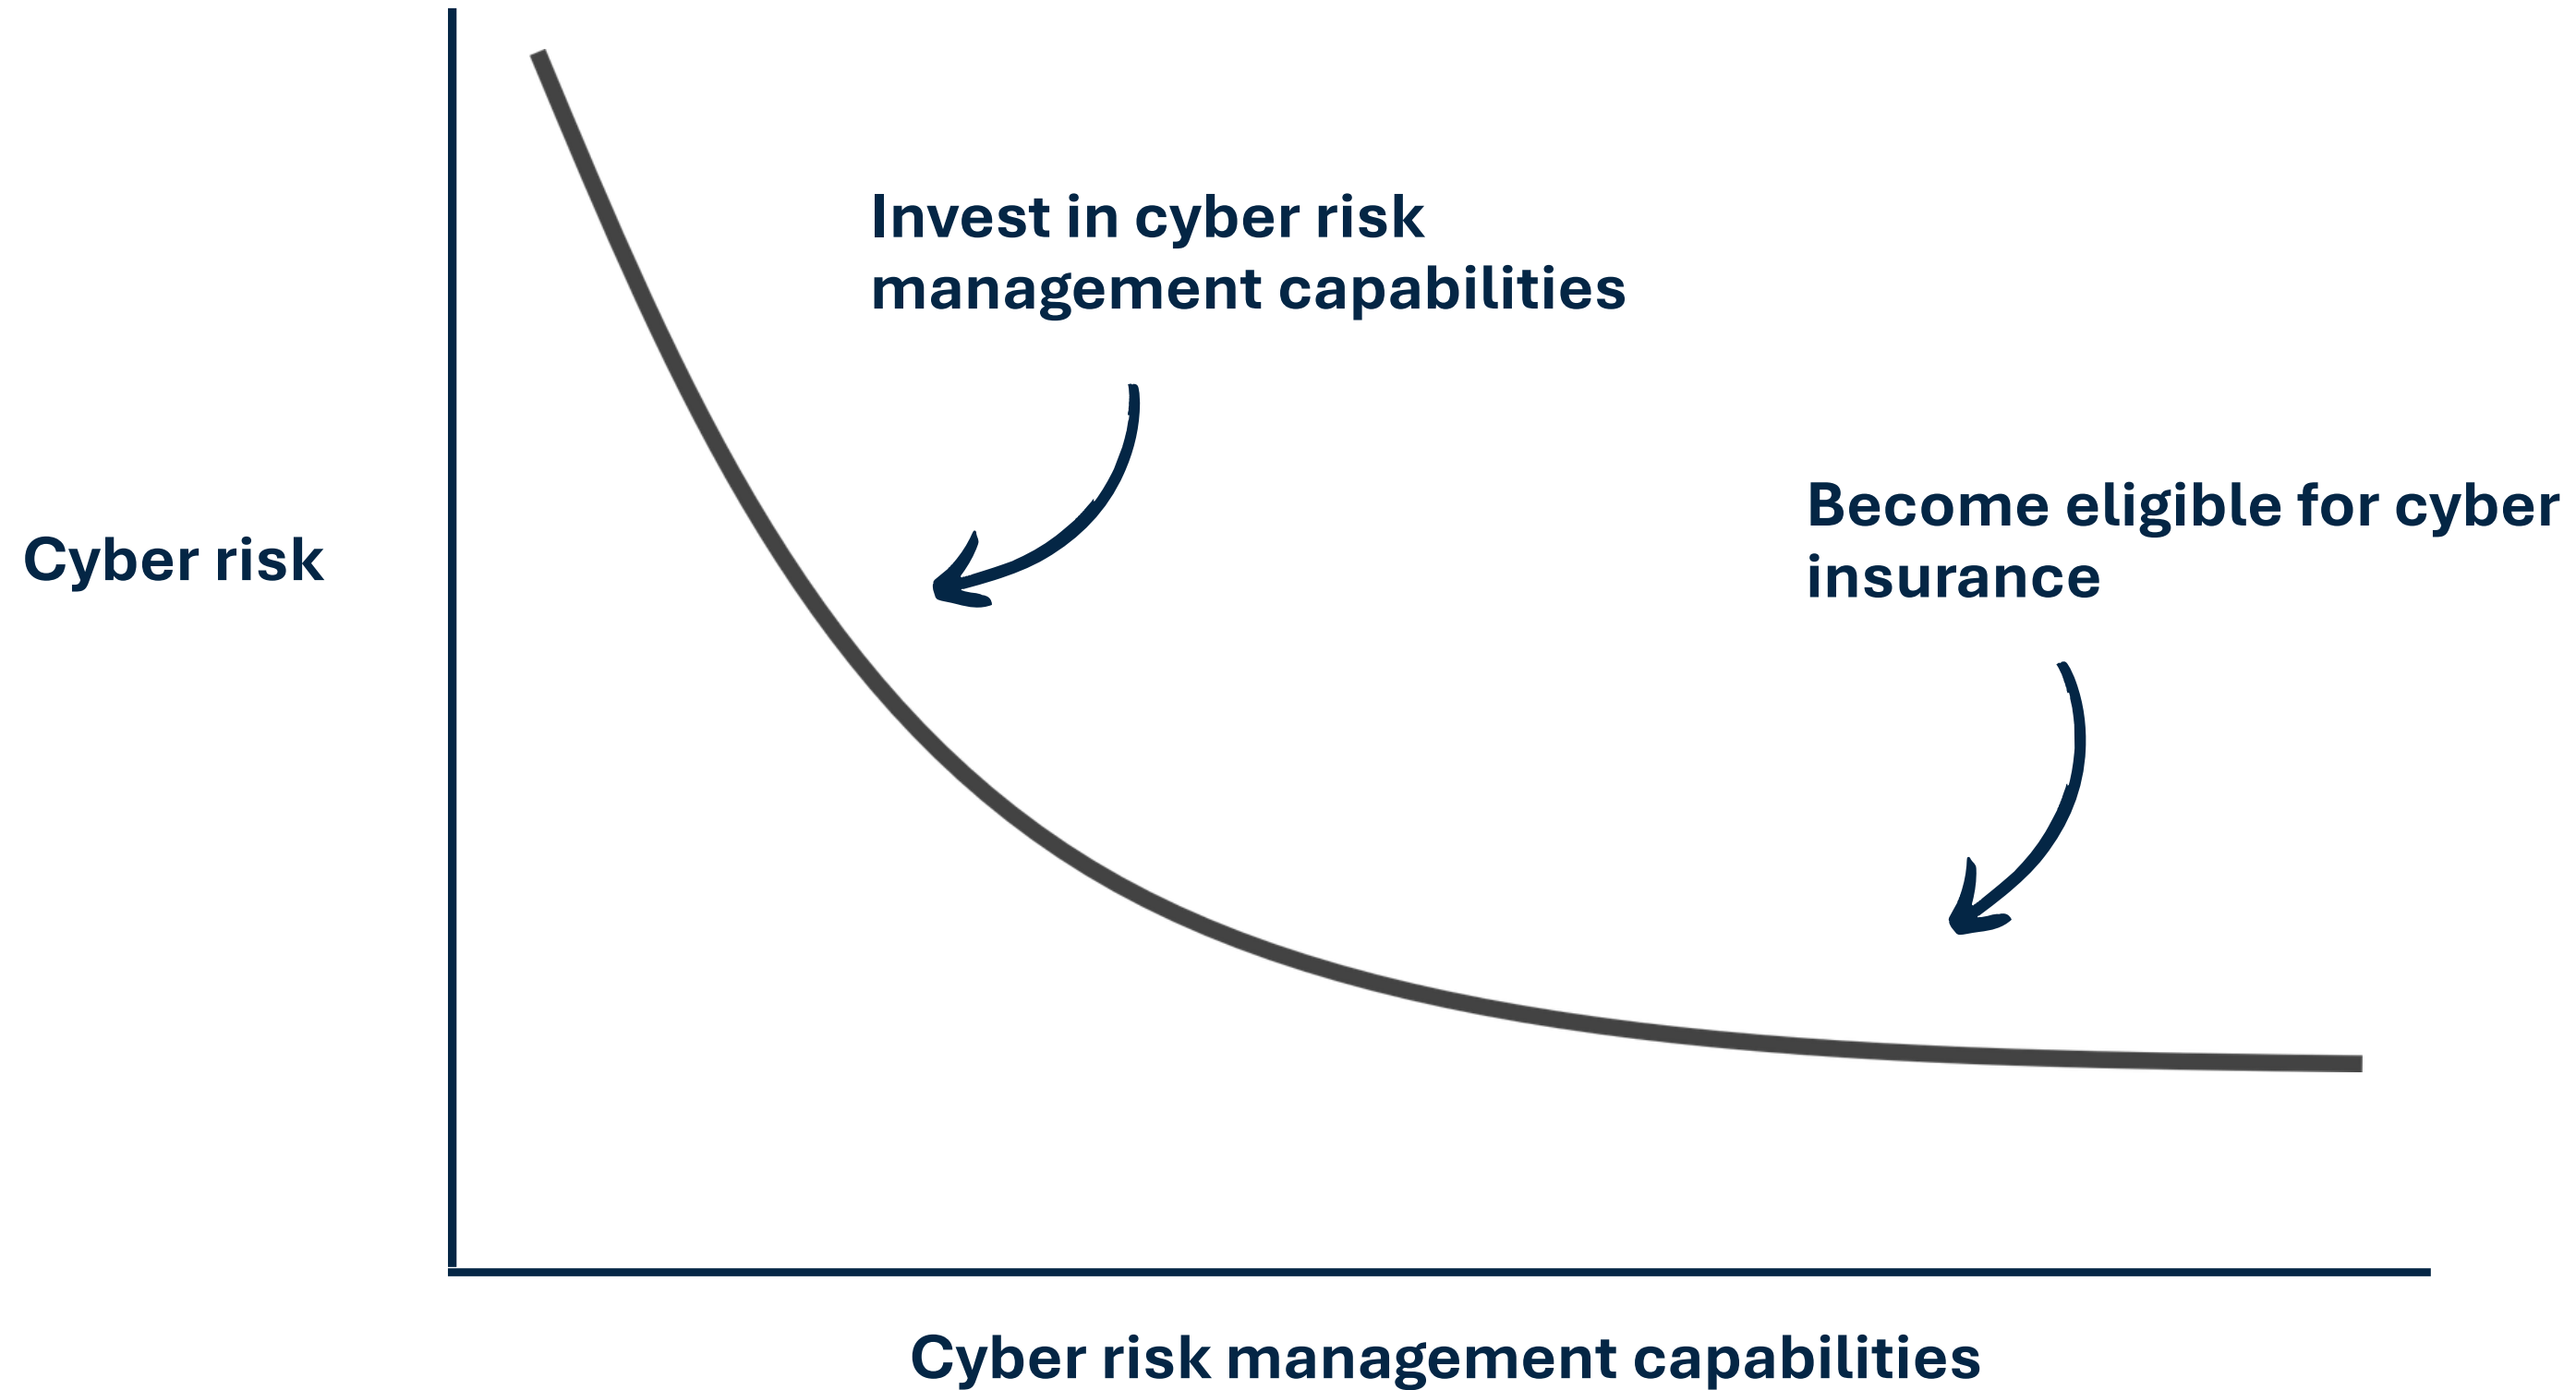 Invest in cyber risk
management capabilities
Become eligible for cyber
insurance
Cyber risk
Cyber risk management capabilities